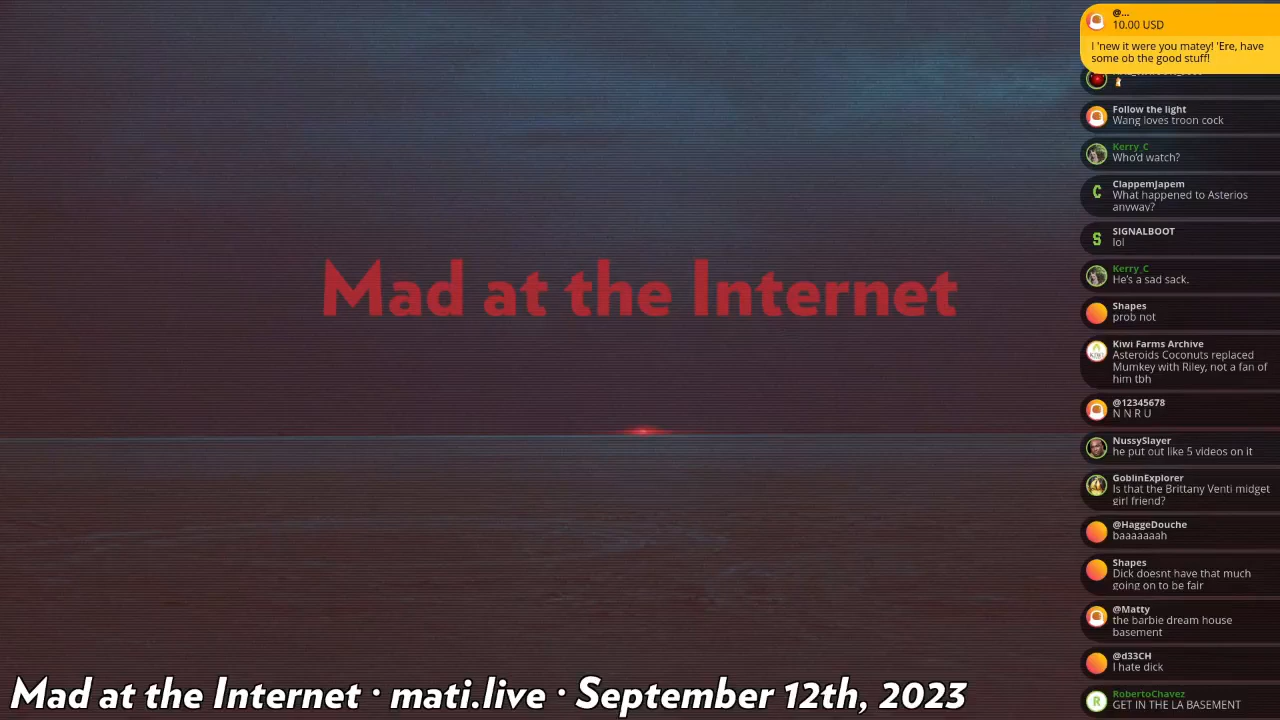 @...
10.00 USD
I 'new it were you matey! 'Ere, have
some ob the good stuff!
Follow the light
Wang loves troon cock
Kerry_C
Who'd watch?
ClappemJapem
What happened to Asterios
anyway?
SIGNALBOOT
lol
Kerry_C
He's a sad sack.
Shapes
prob not
Kiwi Farms Archive
Asteroids Coconuts replaced
Mumkey with Riley, not a fan of
him tbh
@12345678
N N R U
NussySlayer
he put out like 5 videos on it
GoblinExplorer
Is that the Brittany Venti midget
girl friend?
@HaggeDouche
baaaaaaah
Shapes
Dick doesnt have that much
going on to be fair
@Matty
the barbie dream house
basement
@d33CH
I hate dick
RobertoChavez
GET IN THE LA BASEMENT
Mad at the Internet
Mad at the Internet · mati.live · September 12th, 2023